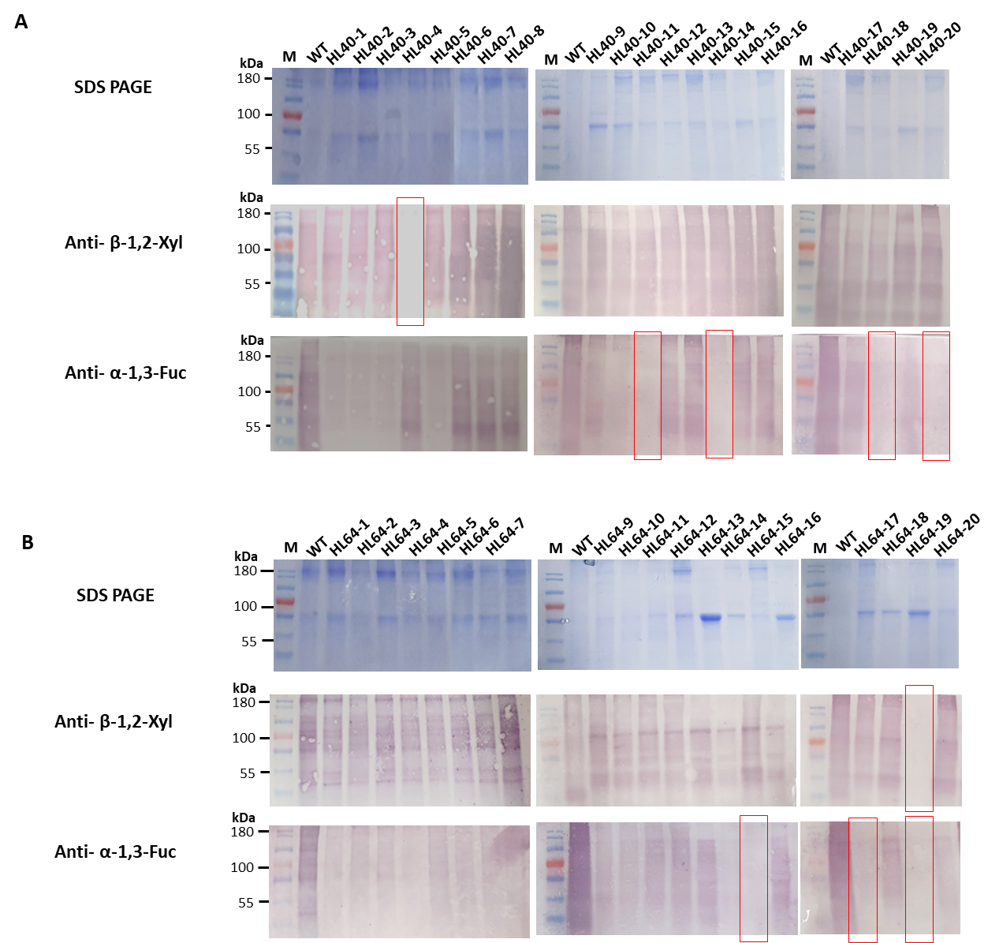 A
M WT HL40-1 HL40-2 HL40-3 HL40-4 HL40-5 HL40-6 HL40-7 HL40-8
M WT HL40-9 HL40-10 HL40-11 HL40-12 HL40-13 HL40-14 HL40-15 HL40-16
M WT HL40-17 HL40-18 HL40-19 HL40-20
SDS PAGE
kDa
180
100
55
Anti- β-1,2-Xyl
kDa
180
100
55
Anti- α-1,3-Fuc
kDa
180
100
55
B
M WT HL64-1 HL64-2 HL64-3 HL64-4 HL64-5 HL64-6 HL64-7
M WT HL64-9 HL64-10 HL64-11 HL64-12 HL64-13 HL64-14 HL64-15 HL64-16
M WT HL64-17 HL64-18 HL64-19 HL64-20
SDS PAGE
kDa
180
100
55
Anti- β-1,2-Xyl
kDa
180
100
55
Anti- α-1,3-Fuc
kDa
180
100
55